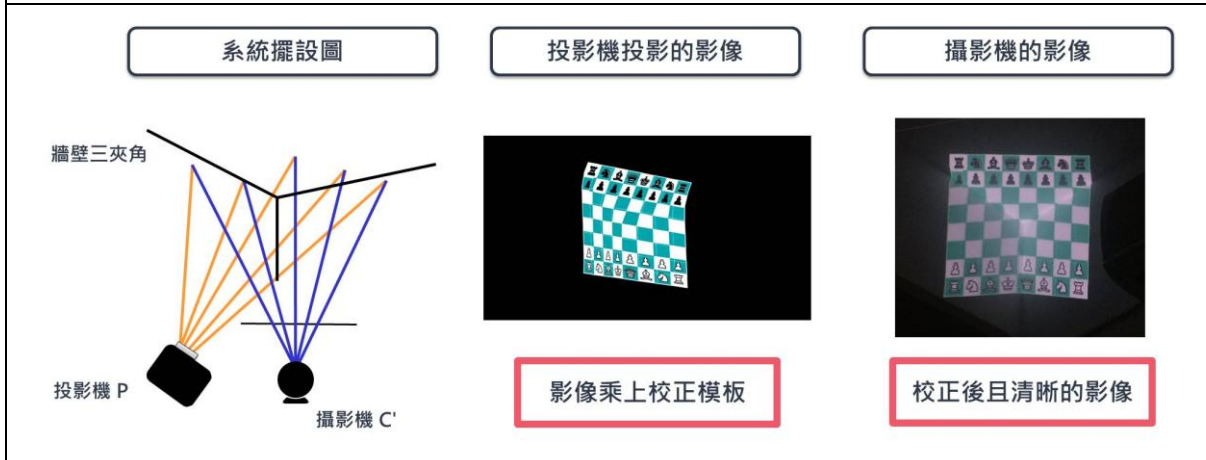 系統擺設圖
投影機投影的影像
攝影機的影像
牆壁三夾角
投影機 P
攝影機 C'
影像乘上校正模板
校正後且清晰的影像